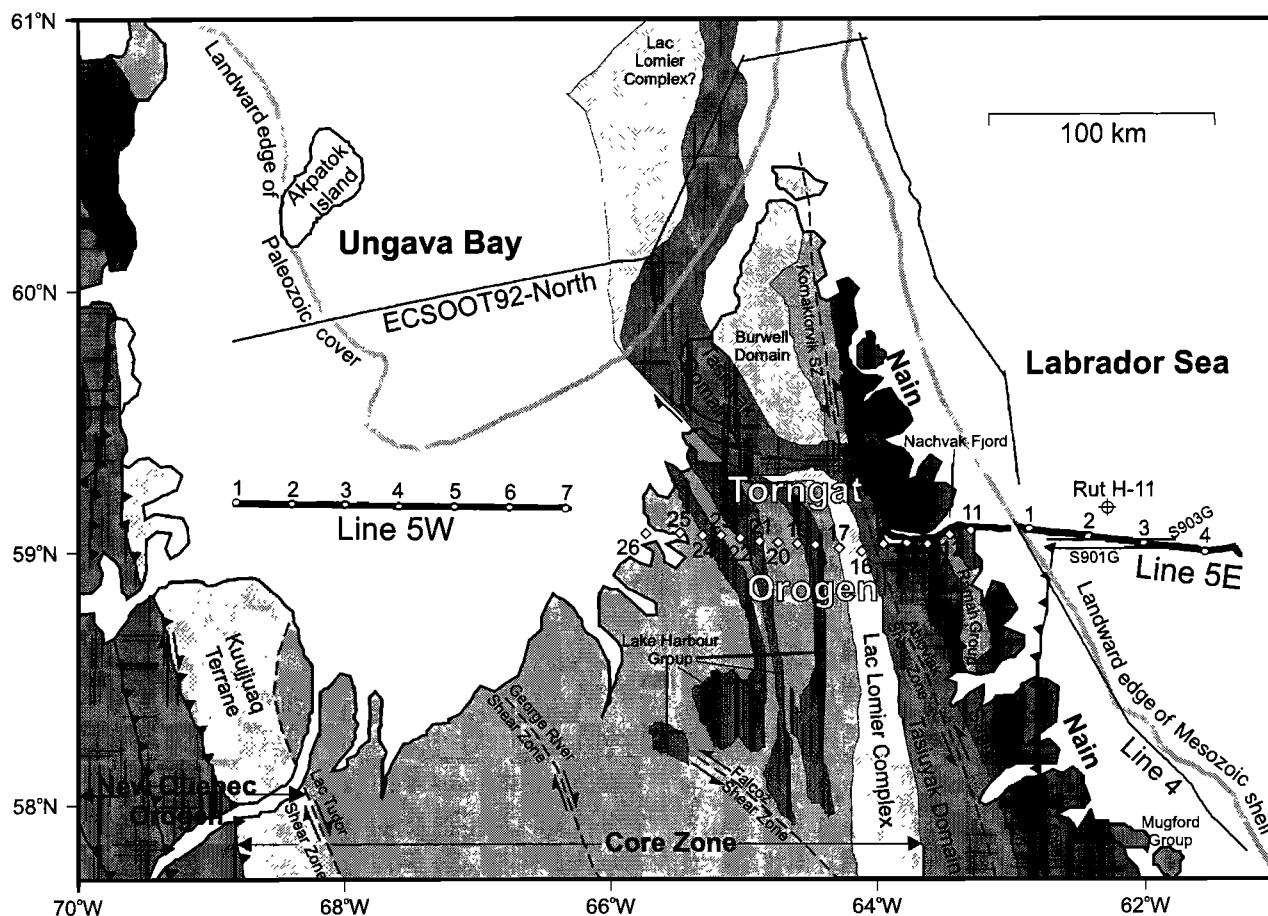 61°N
60°N
59°N
58°N
70°W
68°W
66°W
64°W
62°W
Landward edge of
Paleozoic cover
Akpatok
Island
Ungava Bay
ECSOOT92-North
Lac
Lomier
Complex?
100 km
Komaktorvik SZ
Burwell
Domain
Nain
Labrador Sea
Nachvak Fjord
Rut H-11
1 2 3 4 5 6 7
Line 5W
Torngat
Orogen
26
25
24
22
20
17
16
11
1 2 3 4
S903G
S901G
Line 5E
Kuujjuaq
Terrane
New Quebec
Orogen
Lac Tudor
Shear Zone
George River
Shear Zone
Lake Harbour
Group
Falcoz
Shear Zone
Lac Lomier Complex
Shear Zone
Tasiuyak Domain
Core Zone
Nain
Line 4
Landward edge of Mesozoic shelf
Mugford
Group